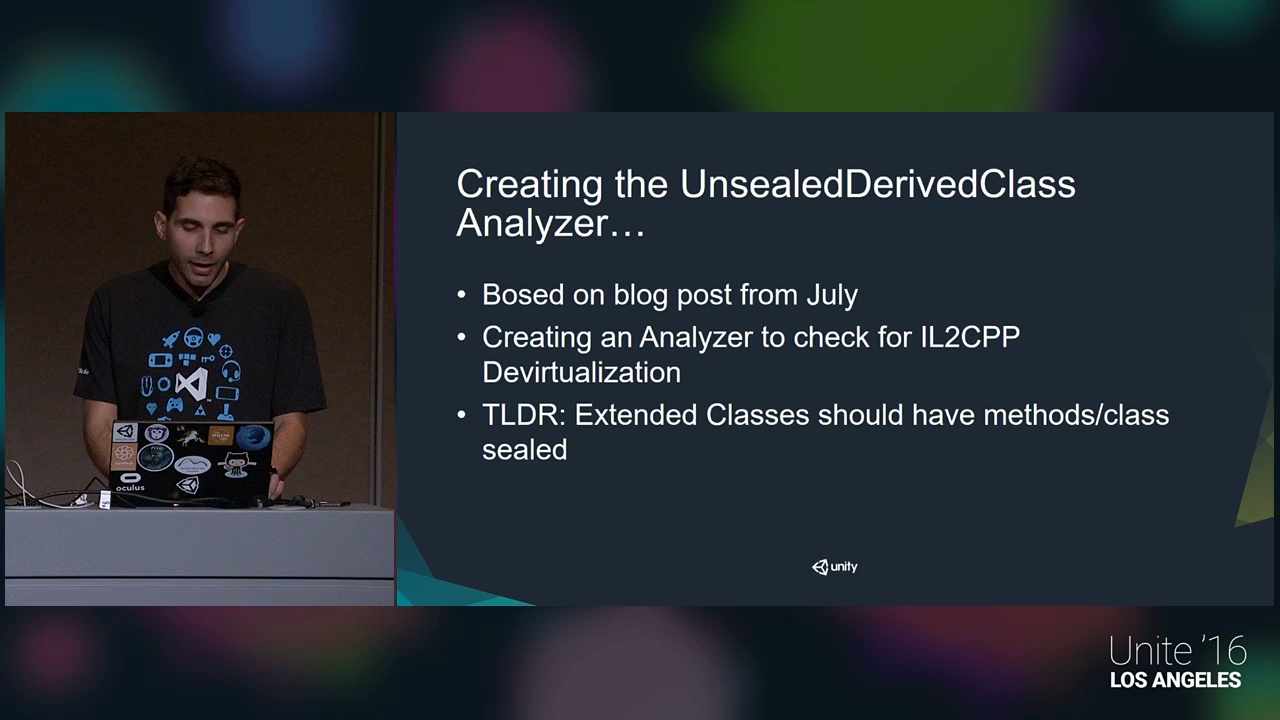 Creating the UnsealedDerivedClass
Analyzer…
• Bosed on blog post from July
• Creating an Analyzer to check for IL2CPP
Devirtualization
• TLDR: Extended Classes should have methods/class
sealed
oculus
unity
Unite '16
LOS ANGELES